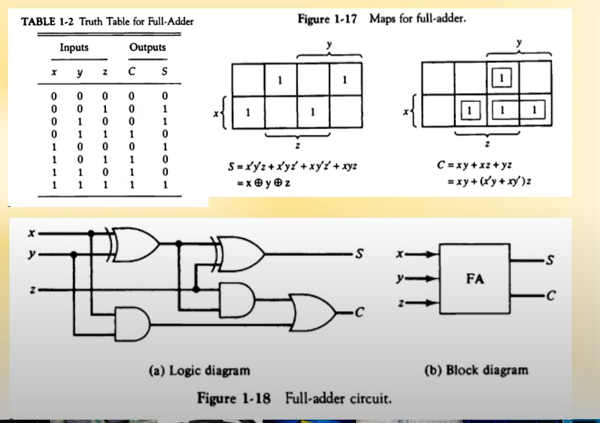 TABLE 1-2 Truth Table for Full-Adder
Inputs Outputs
x y z C S
0 0 0 0 0
0 0 1 0 1
0 1 0 0 1
0 1 1 1 0
1 0 0 0 1
1 0 1 1 0
1 1 0 1 0
1 1 1 1 1
Figure 1-17 Maps for full-adder.
y
1 1
x { 1 1
z
S = x'y'z + x'yz' + xy'z' + xyz
= x ⊕ y ⊕ z
y
1
x { 1 1 1
z
C = xy + xz + yz
= xy + (x'y + xy')z
x
y
z
S
C
(a) Logic diagram
x
y
z
FA
S
C
(b) Block diagram
Figure 1-18 Full-adder circuit.